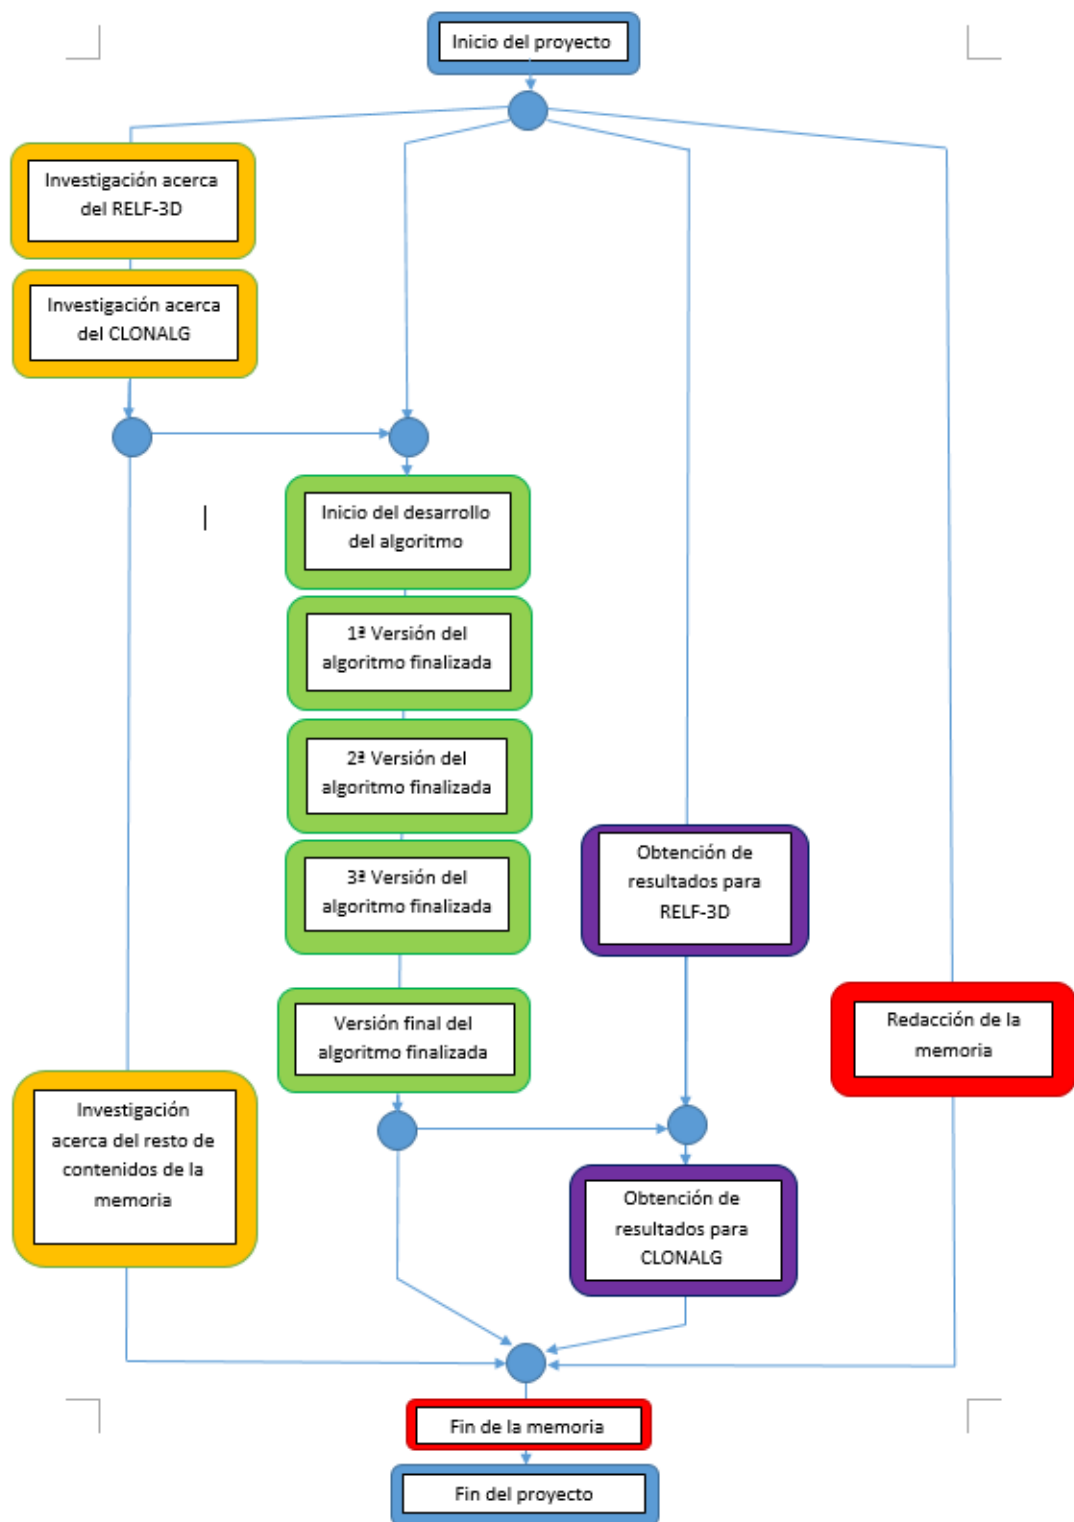 Inicio del proyecto
Investigación acerca
del RELF-3D
Investigación acerca
del CLONALG
Inicio del desarrollo
del algoritmo
1ª Versión del
algoritmo finalizada
2ª Versión del
algoritmo finalizada
3ª Versión del
algoritmo finalizada
Obtención de
resultados para
RELF-3D
Versión final del
algoritmo finalizada
Redacción de la
memoria
Investigación
acerca del resto de
contenidos de la
memoria
Obtención de
resultados para
CLONALG
Fin de la memoria
Fin del proyecto